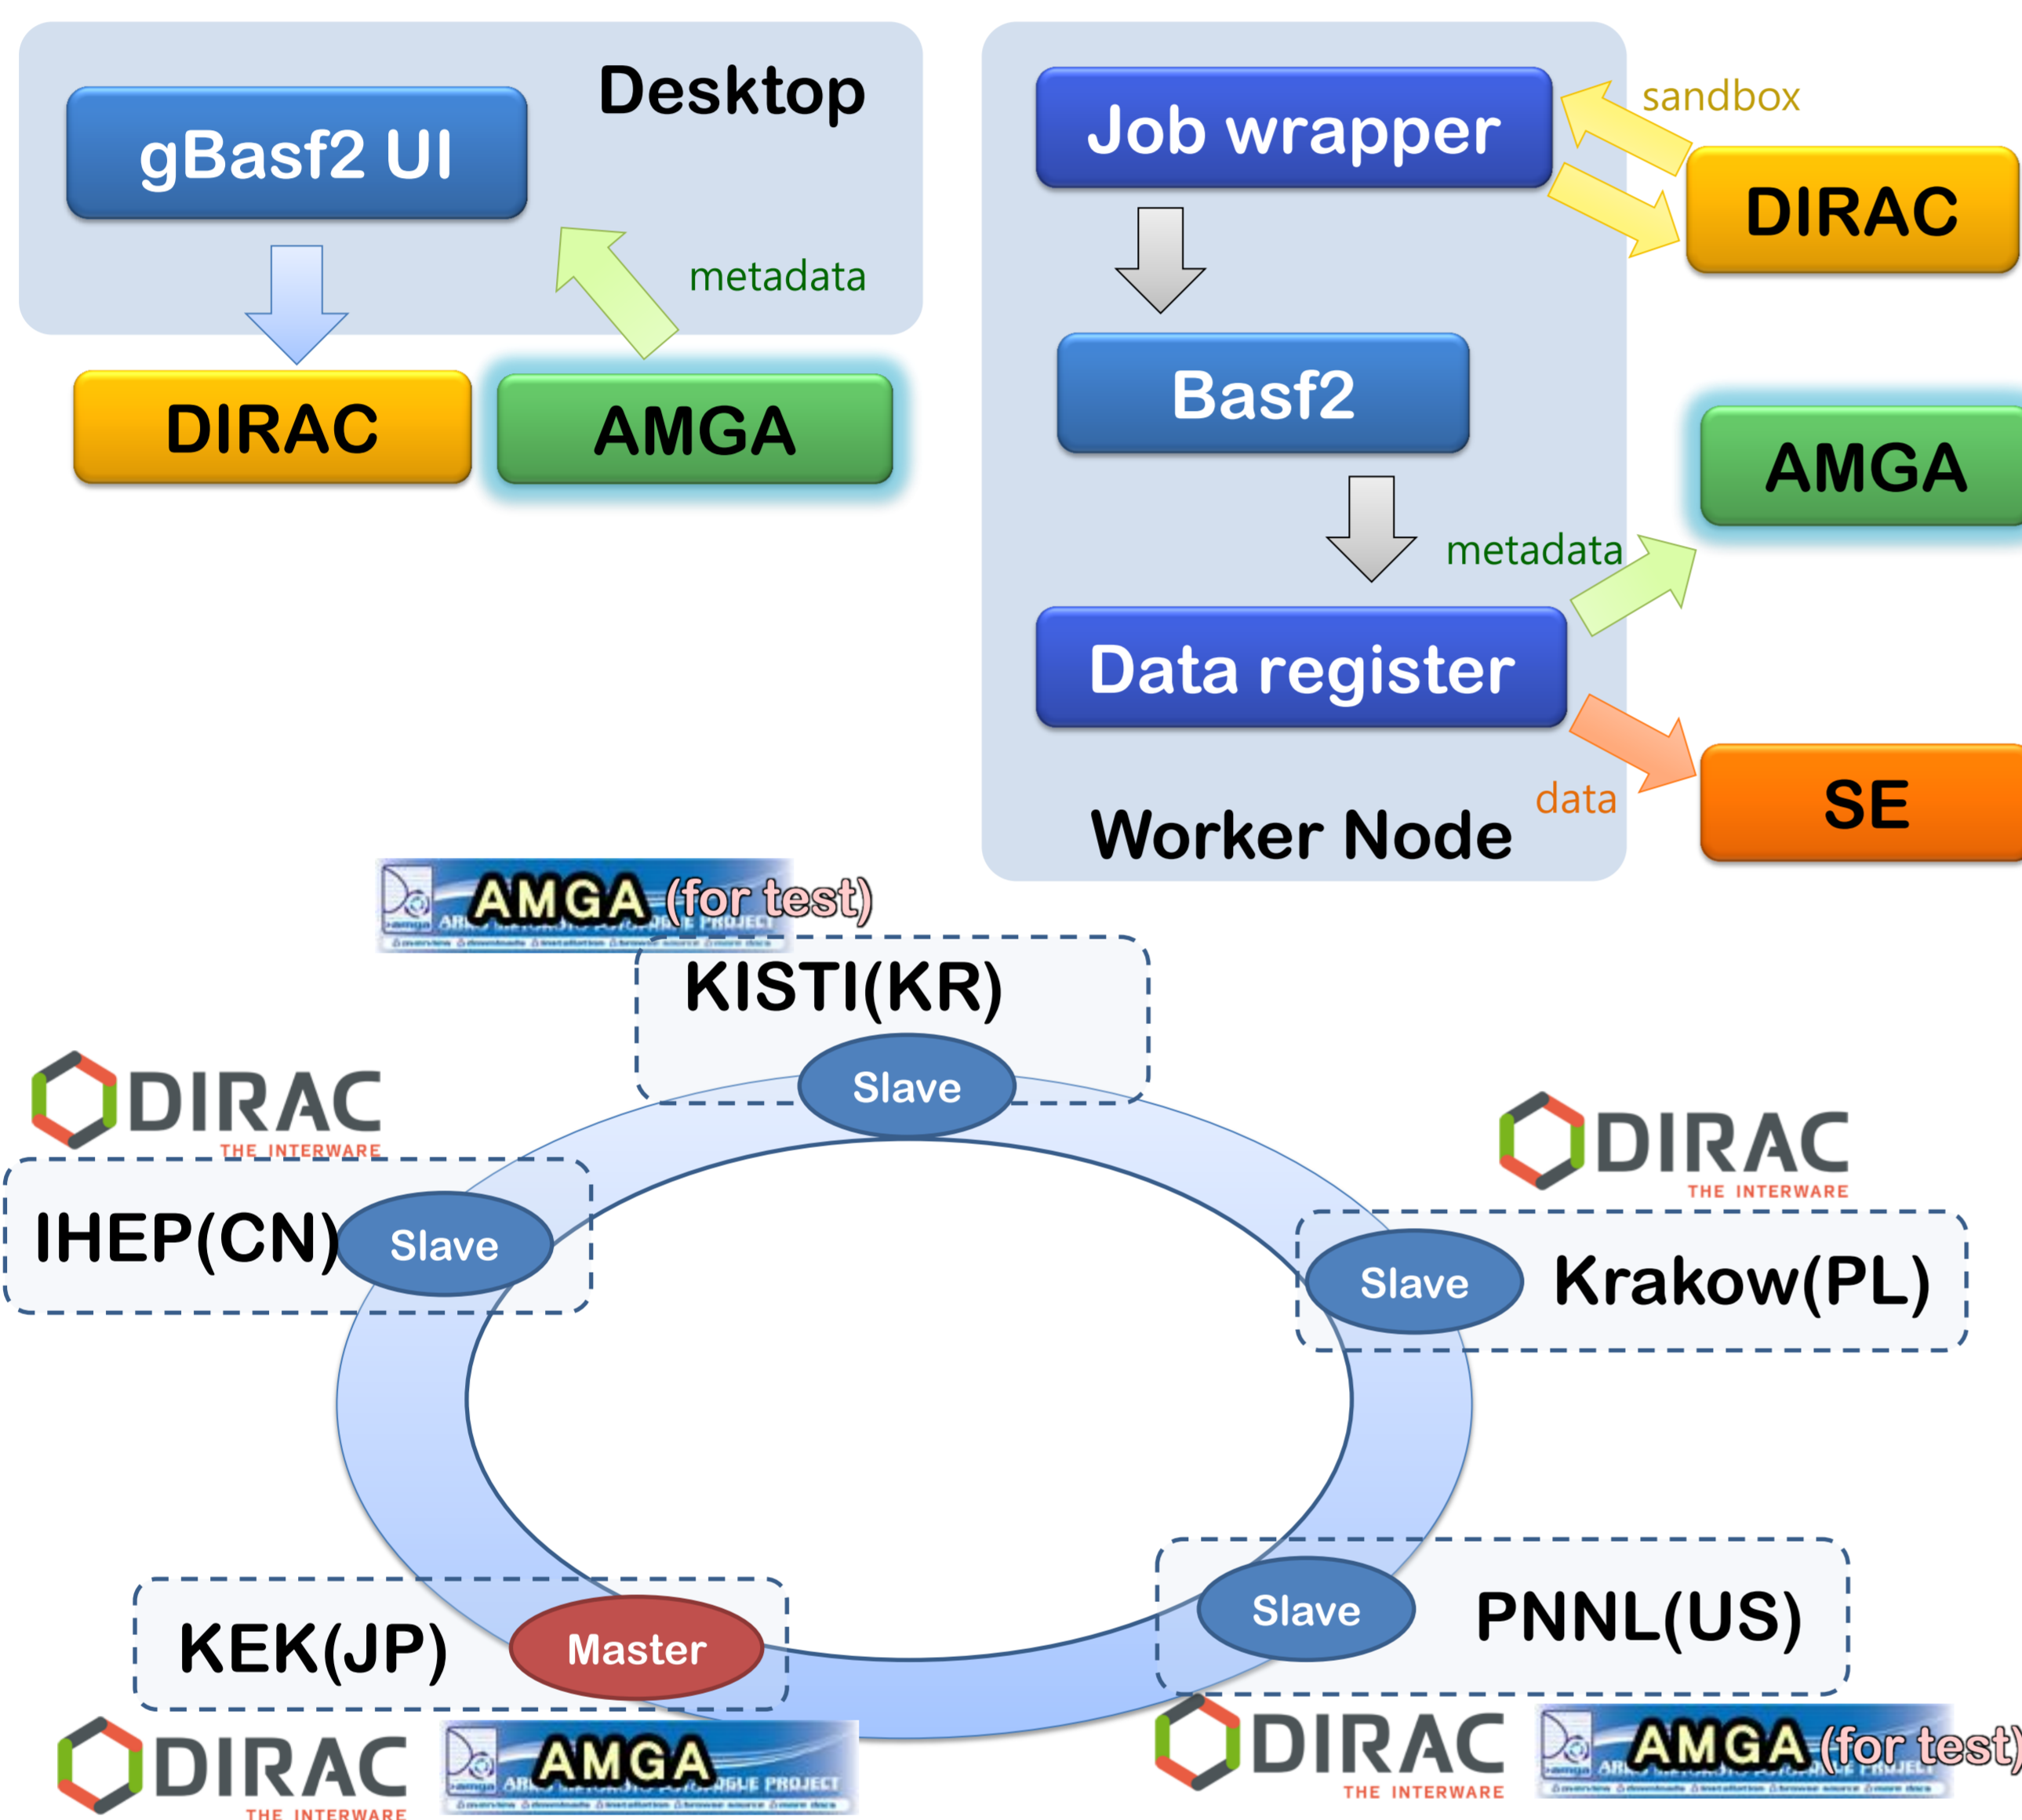 Desktop
gBasf2 UI
metadata
DIRAC
AMGA
Job wrapper
sandbox
DIRAC
Basf2
AMGA
metadata
Data register
data
SE
Worker Node
AMGA (for test)
KISTI(KR)
Slave
DIRAC
THE INTERWARE
IHEP(CN)
Slave
DIRAC
THE INTERWARE
Slave
Krakow(PL)
KEK(JP)
Master
DIRAC
THE INTERWARE
AMGA
Slave
PNNL(US)
DIRAC
THE INTERWARE
AMGA (for test)